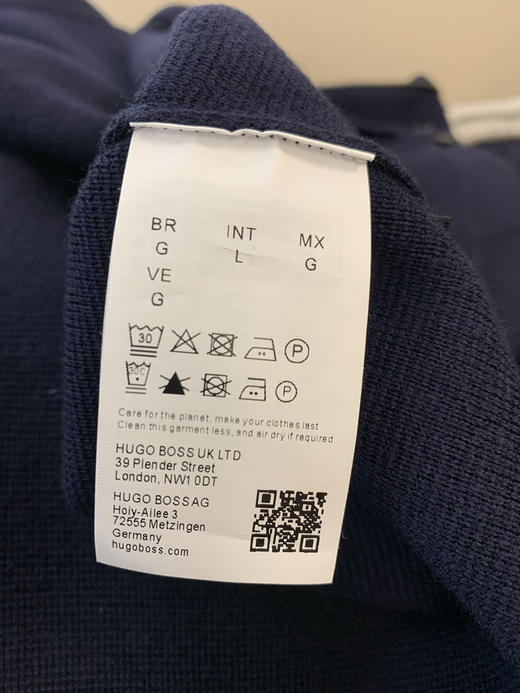 BR INT MX
G L G
VE
G
30 P
30C P
Care for the planet, make your clothes last
Clean this garment less, and air dry if required
HUGO BOSS UK LTD
39 Plender Street
London, NW1 0DT
HUGO BOSS AG
Holy-Allee 3
72555 Metzingen
Germany
hugoboss.com